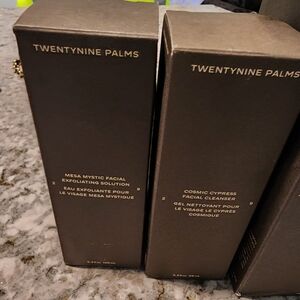 TWENTYNINE PALMS
MESA MYSTIC FACIAL
EXFOLIATING SOLUTION
EAU EXFOLIANTE POUR
LE VISAGE MESA MYSTIQUE
TWENTYNINE PALMS
COSMIC CYPRESS
FACIAL CLEANSER
GEL NETTOYANT POUR
LE VISAGE LE CYPRÈS
COSMIQUE